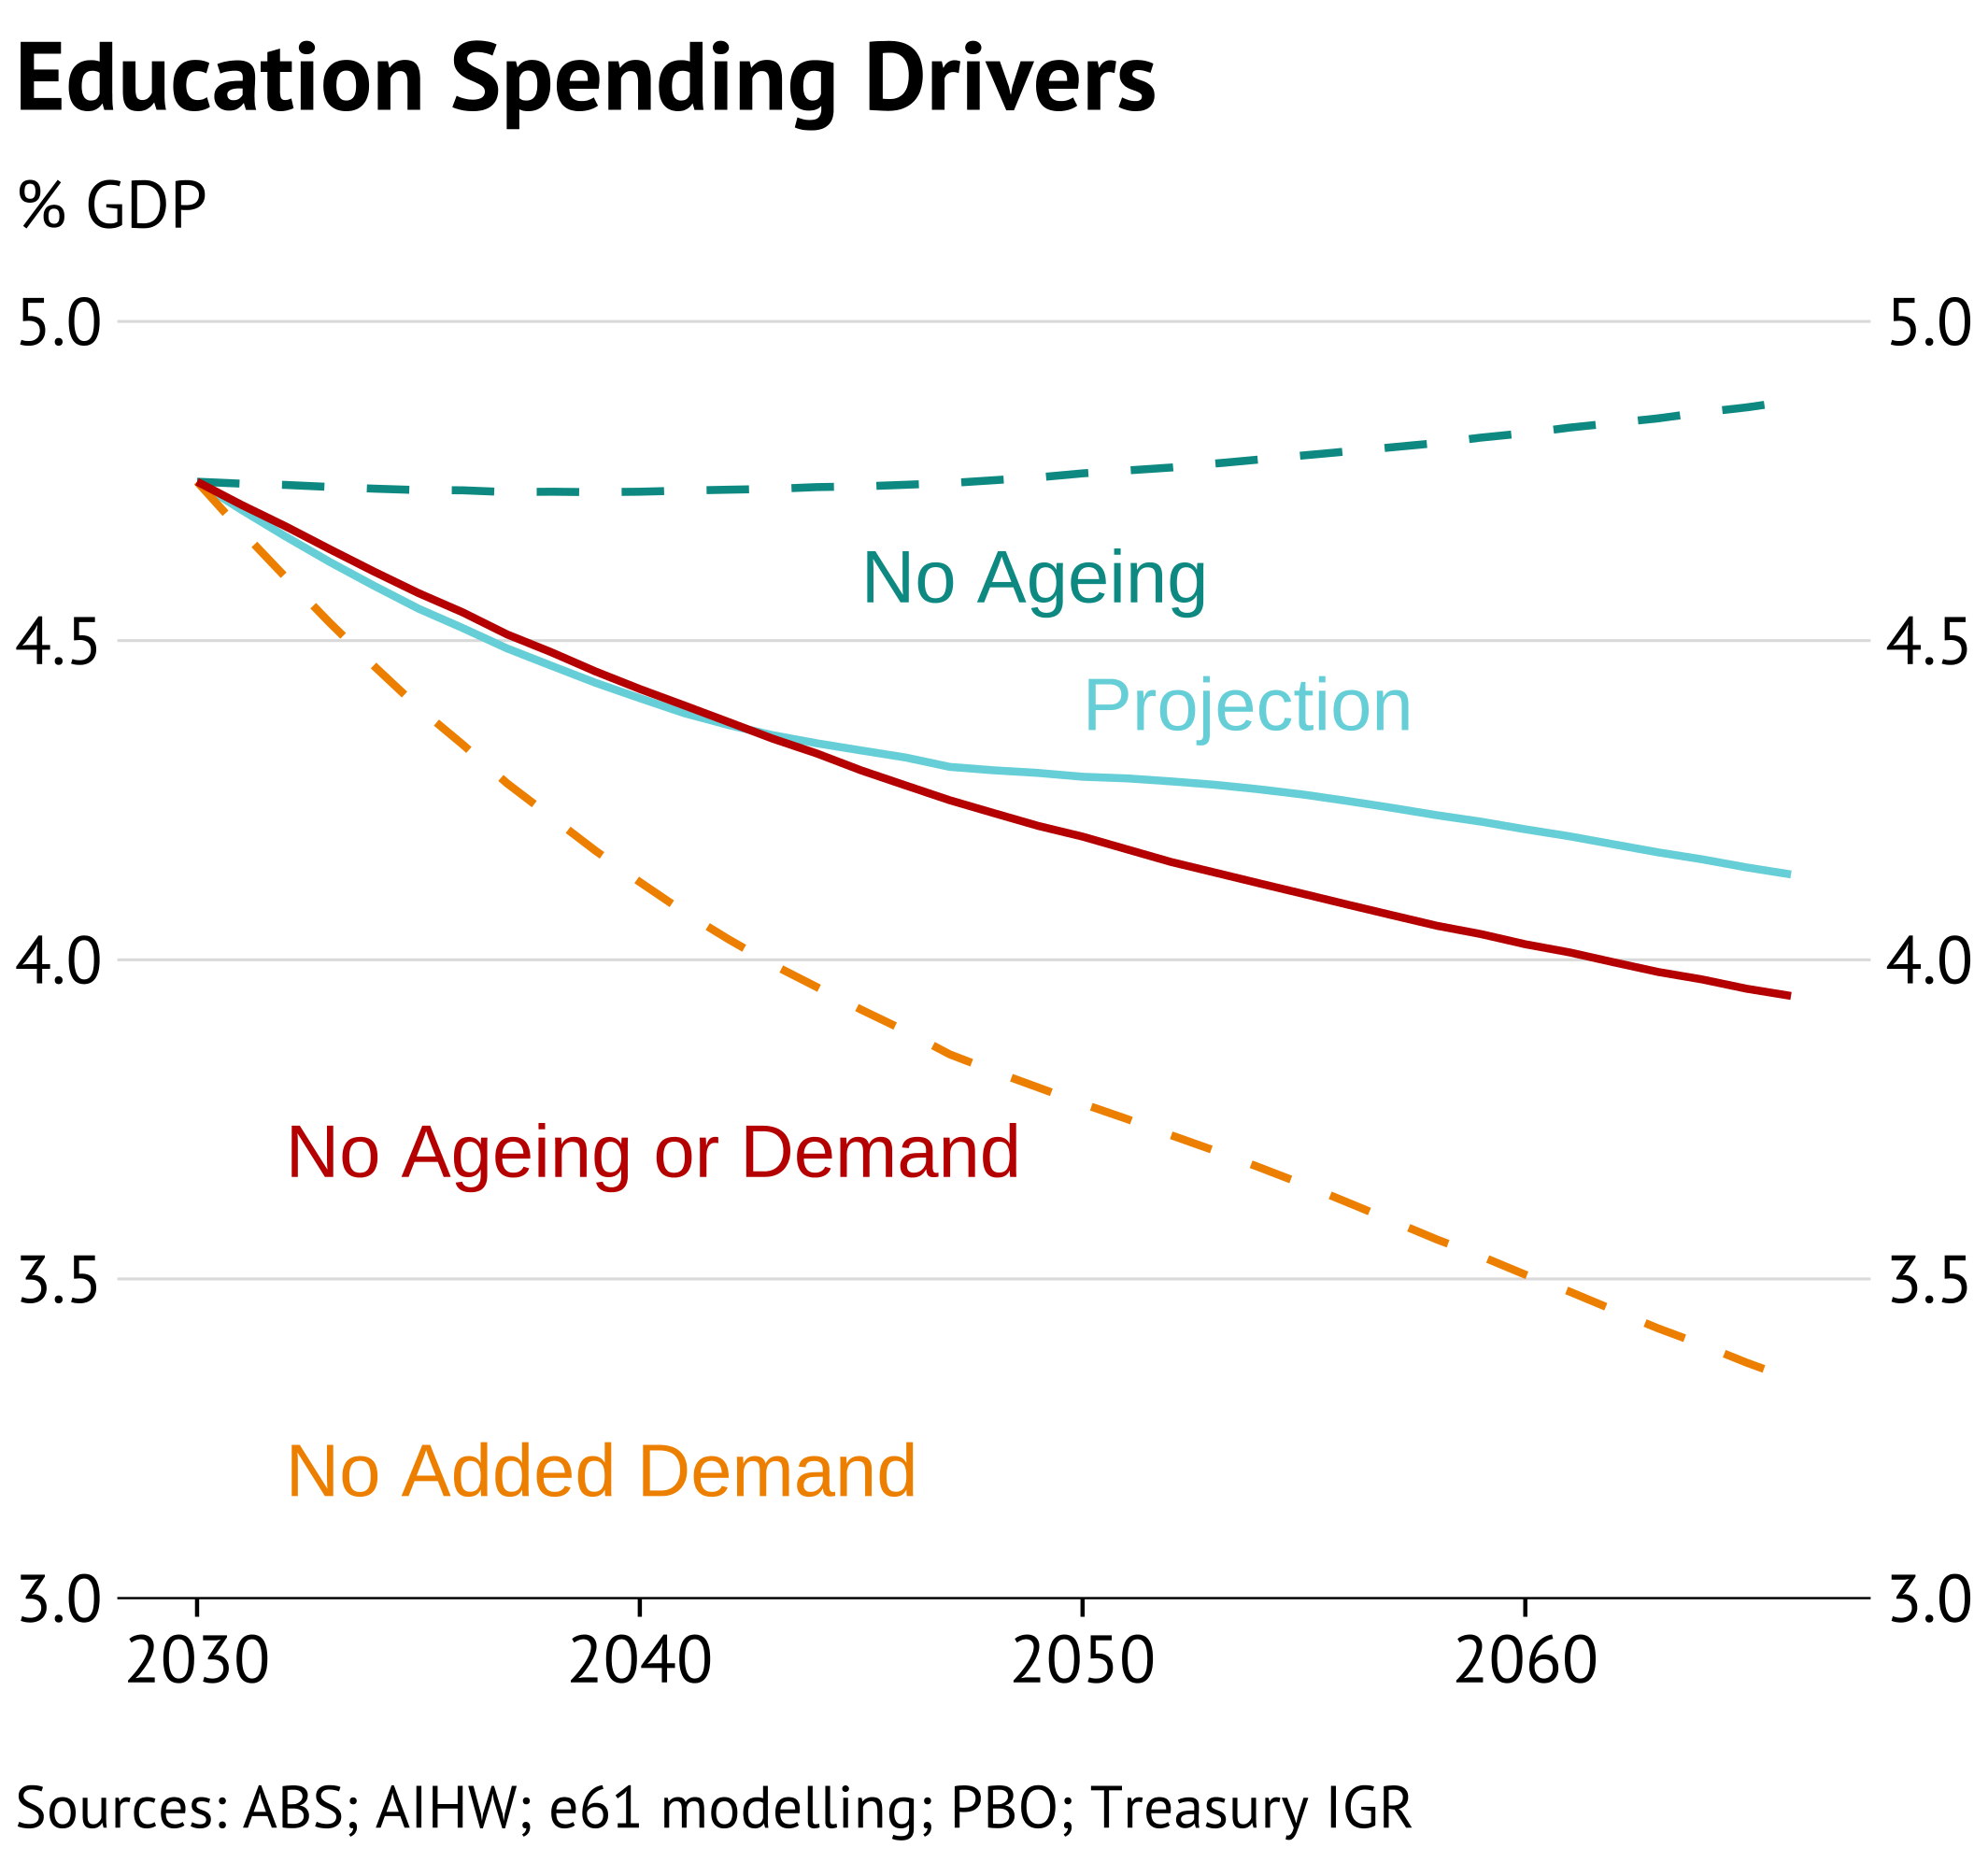 Education Spending Drivers
% GDP
5.0 5.0
No Ageing
4.5 4.5
Projection
4.0 4.0
No Ageing or Demand
3.5 3.5
No Added Demand
3.0 3.0
2030 2040 2050 2060
Sources: ABS; AIHW; e61 modelling; PBO; Treasury IGR